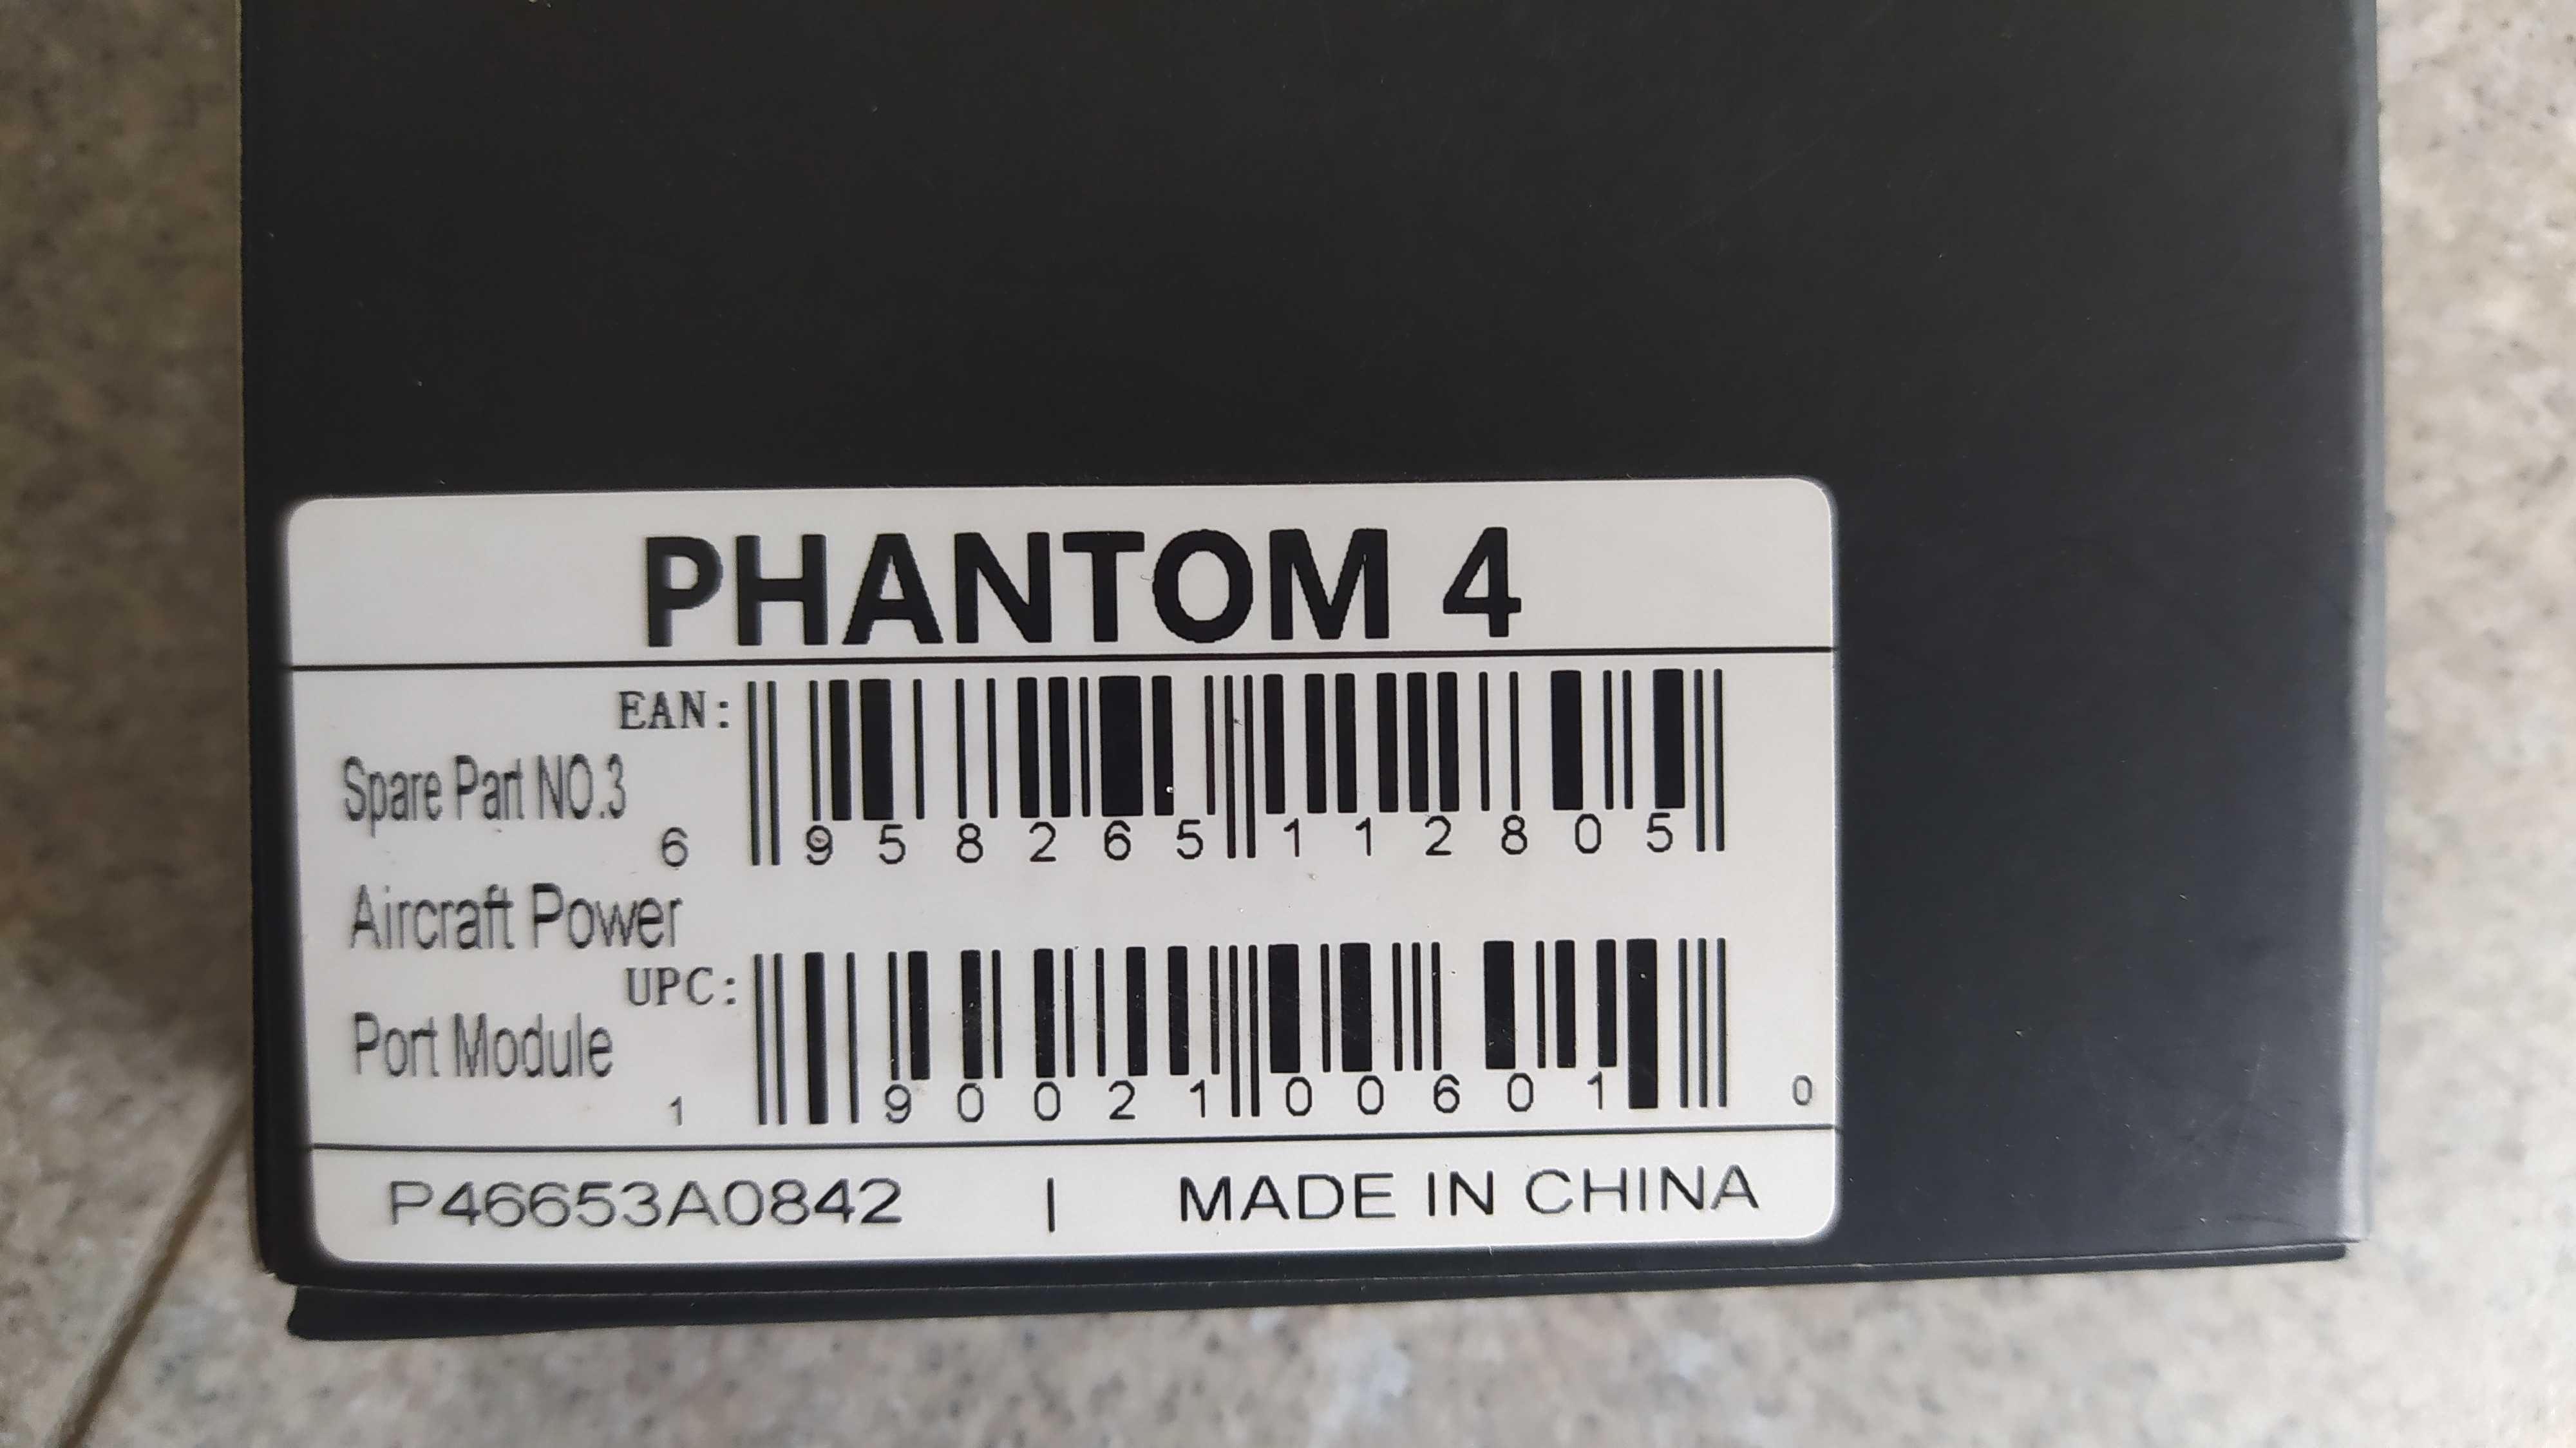 PHANTOM 4
EAN:
Spare Part NO.3
6 958265 112805
Aircraft Power
UPC:
Port Module
1 90021 00601 0
P46653A0842 | MADE IN CHINA